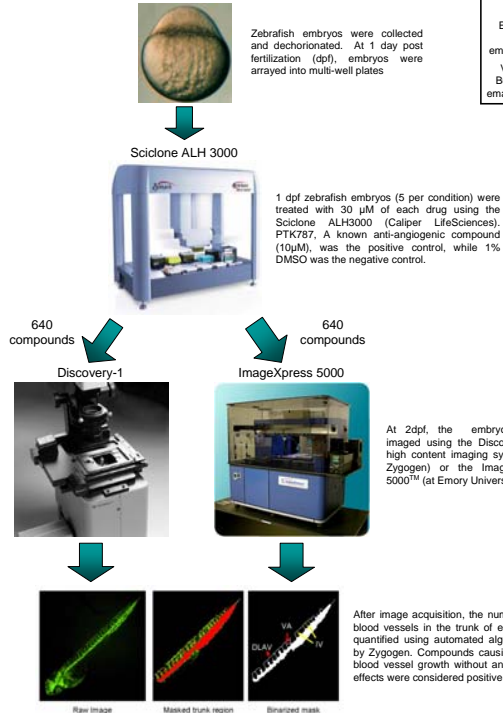 Zebrafish embryos were collected
and dechorionated. At 1 day post
fertilization (dpf), embryos were
arrayed into multi-well plates
Sciclone ALH 3000
1 dpf zebrafish embryos (5 per condition) were
treated with 30 µM of each drug using the
Sciclone ALH3000 (Caliper LifeSciences).
PTK787, A known anti-angiogenic compound
(10µM), was the positive control, while 1%
DMSO was the negative control.
640
compounds
640
compounds
Discovery-1
ImageXpress 5000
At 2dpf, the embryo
imaged using the Disco
high content imaging sy
Zygogen) or the Imag
5000™ (at Emory Univers
After image acquisition, the nu
blood vessels in the trunk of e
quantified using automated alg
by Zygogen. Compounds causi
blood vessel growth without an
effects were considered positive
DLAV
VA
IV
Raw Image
Masked trunk region
Binarized mask